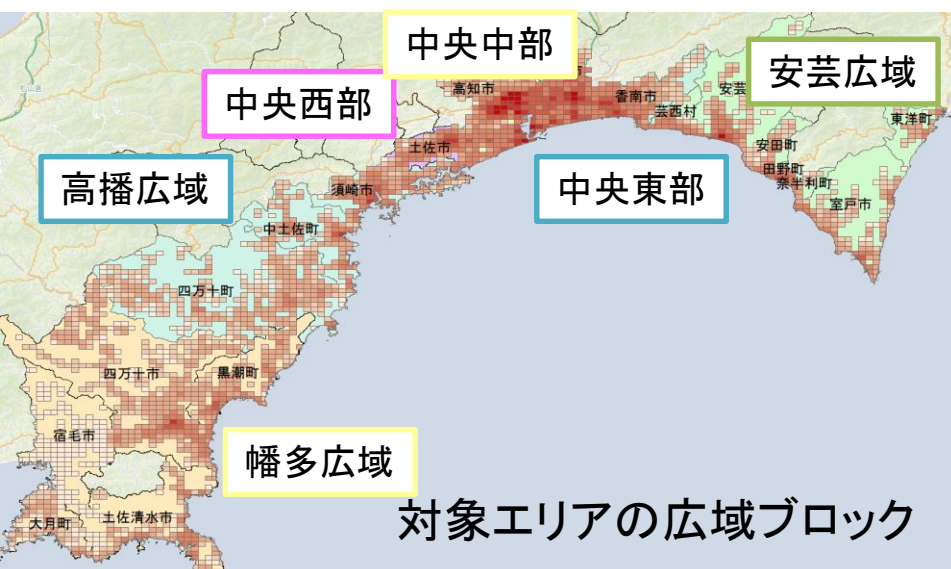 中央中部
安芸広域
中央西部
高知市
香南市
安芸
芸西村
東洋町
土佐市
安田町
田野町
奈半利町
高播広域
須崎市
中央東部
室戸市
中土佐町
四万十町
四万十市
黒潮町
宿毛市
幡多広域
大月町
土佐清水市
対象エリアの広域ブロック